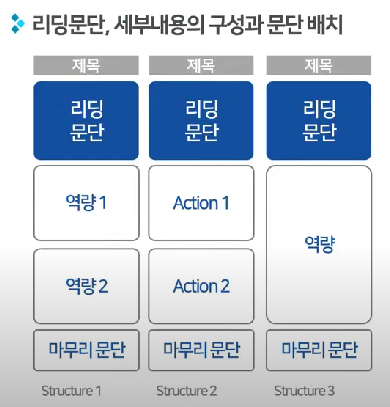 리딩문단, 세부내용의 구성과 문단 배치
제목 제목 제목
리딩 리딩 리딩
문단 문단 문단
역량 1 Action 1 역량
역량 2 Action 2
마무리 문단 마무리 문단 마무리 문단
Structure 1 Structure 2 Structure 3